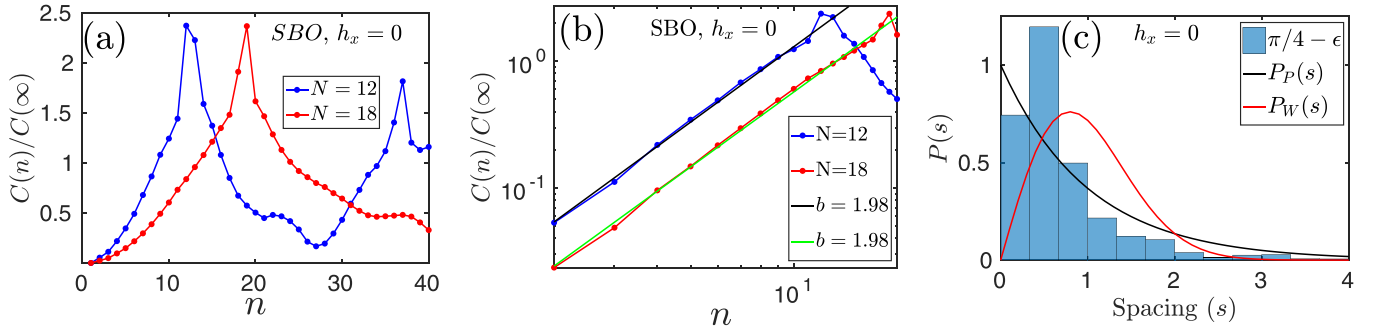 (a)
SBO, h_x = 0
N = 12
N = 18
C(n)/C(∞)
2.5
2
1.5
1
0.5
0
10
20
30
40
n
(b)
SBO, h_x = 0
C(n)/C(∞)
10^0
10^{-1}
N=12
N=18
b = 1.98
b = 1.98
10^1
n
(c)
h_x = 0
π/4 − ϵ
P_P(s)
P_W(s)
P(s)
1
0.5
0
0
1
2
3
4
Spacing (s)